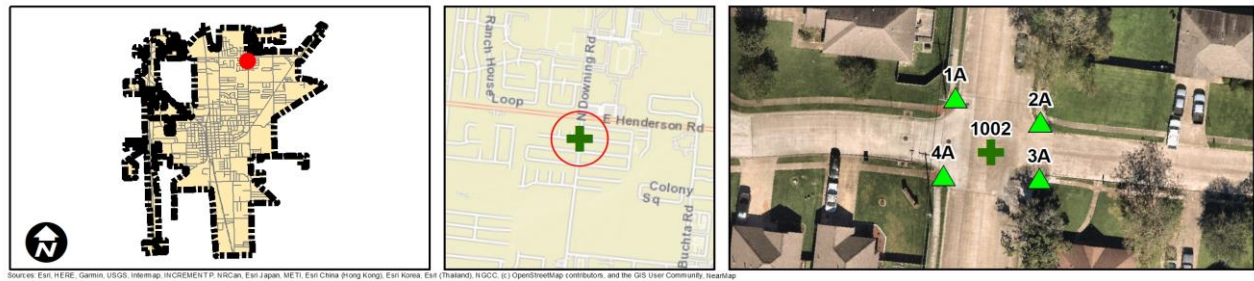 N
Ranch House
Loop
N Downing Rd
E Henderson Rd
Colony
Sq
Buchta Rd
1A
2A
1002
4A
3A
Sources: Esri, HERE, Garmin, USGS, Intermap, INCREMENT P, NRCan, Esri Japan, METI, Esri China (Hong Kong), Esri Korea, Esri (Thailand), NGCC, (c) OpenStreetMap contributors, and the GIS User Community, NearMap